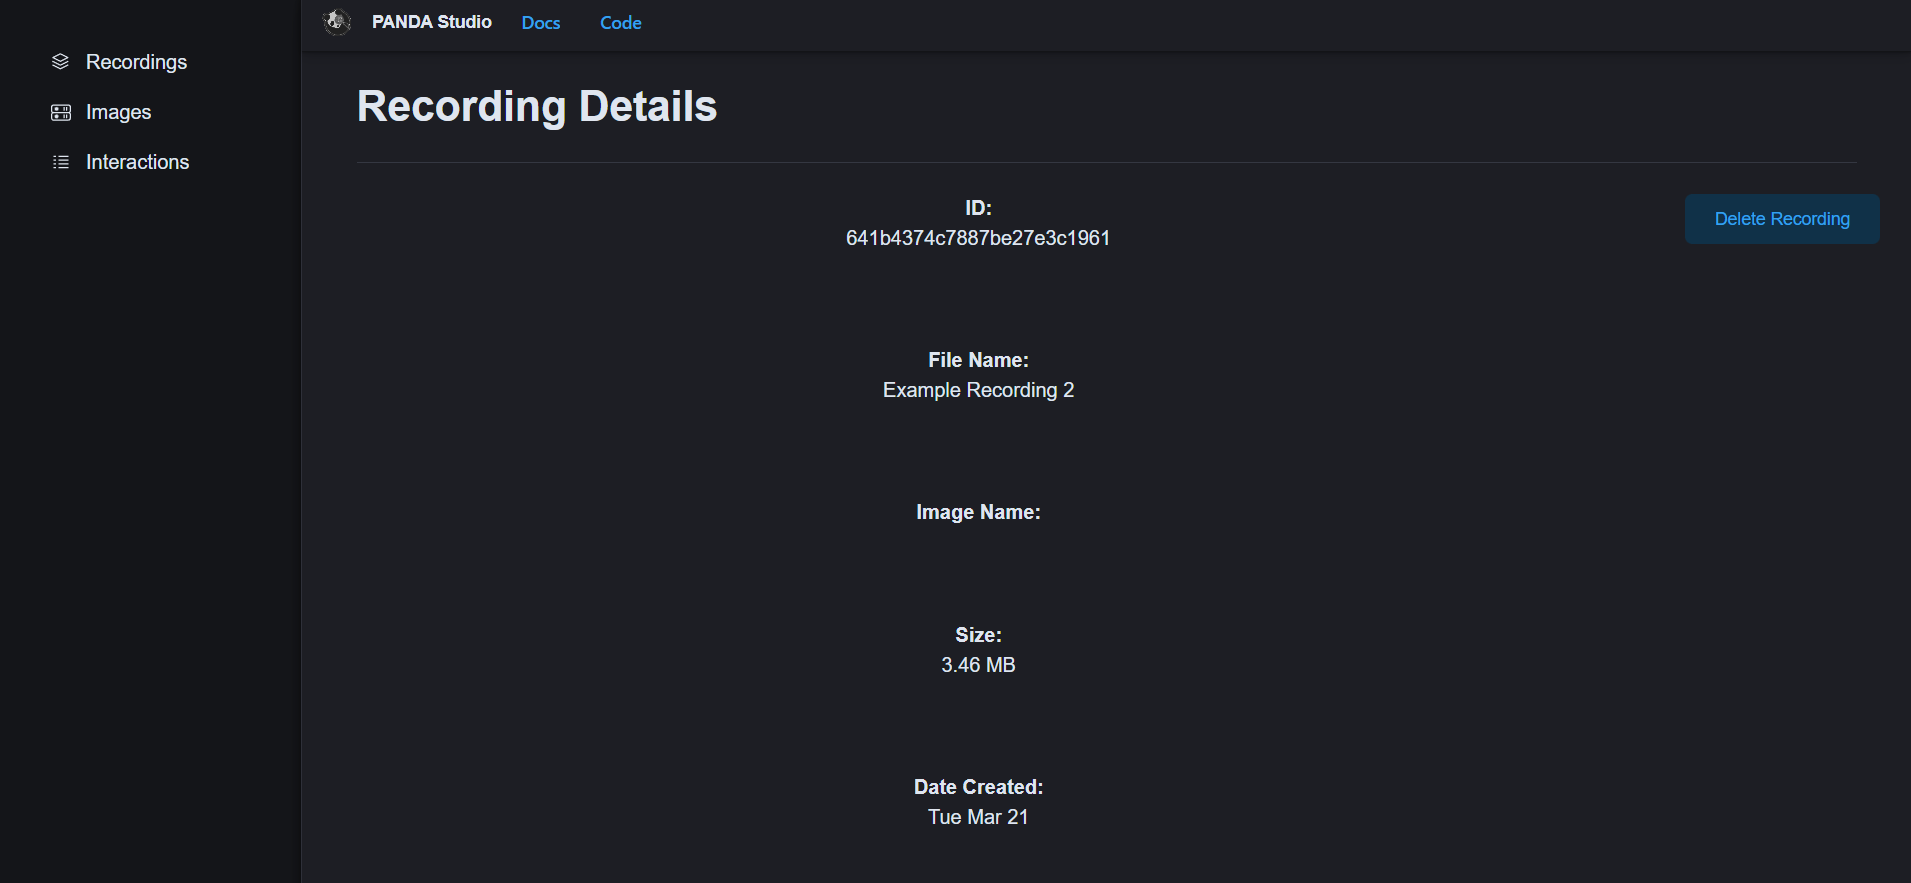 Recordings
Images
Interactions
PANDA Studio Docs Code
Recording Details
ID:
641b4374c7887be27e3c1961
Delete Recording
File Name:
Example Recording 2
Image Name:
Size:
3.46 MB
Date Created:
Tue Mar 21